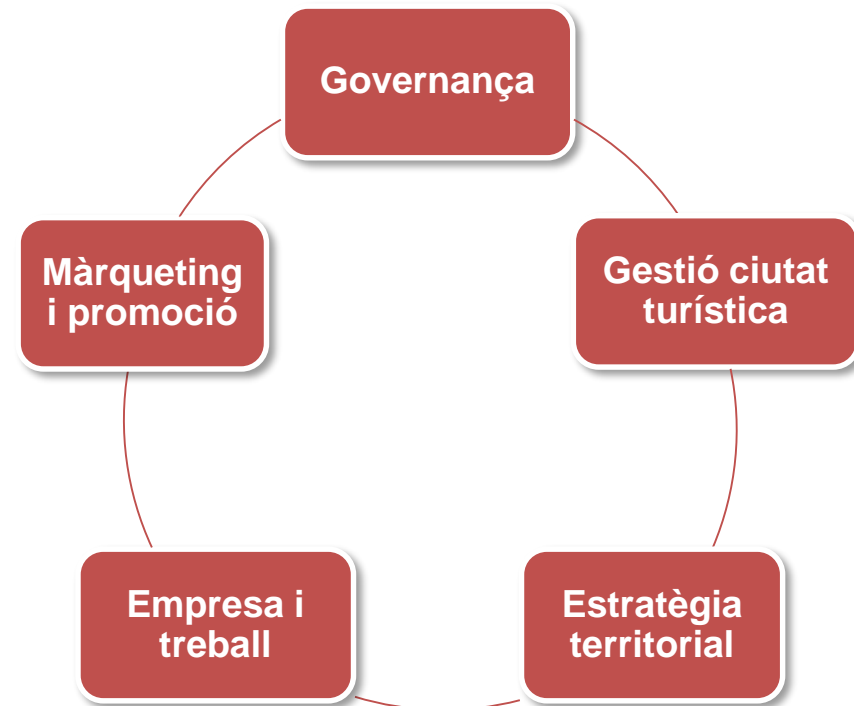 Governança
Màrqueting
i promoció
Gestió ciutat
turística
Empresa i
treball
Estratègia
territorial